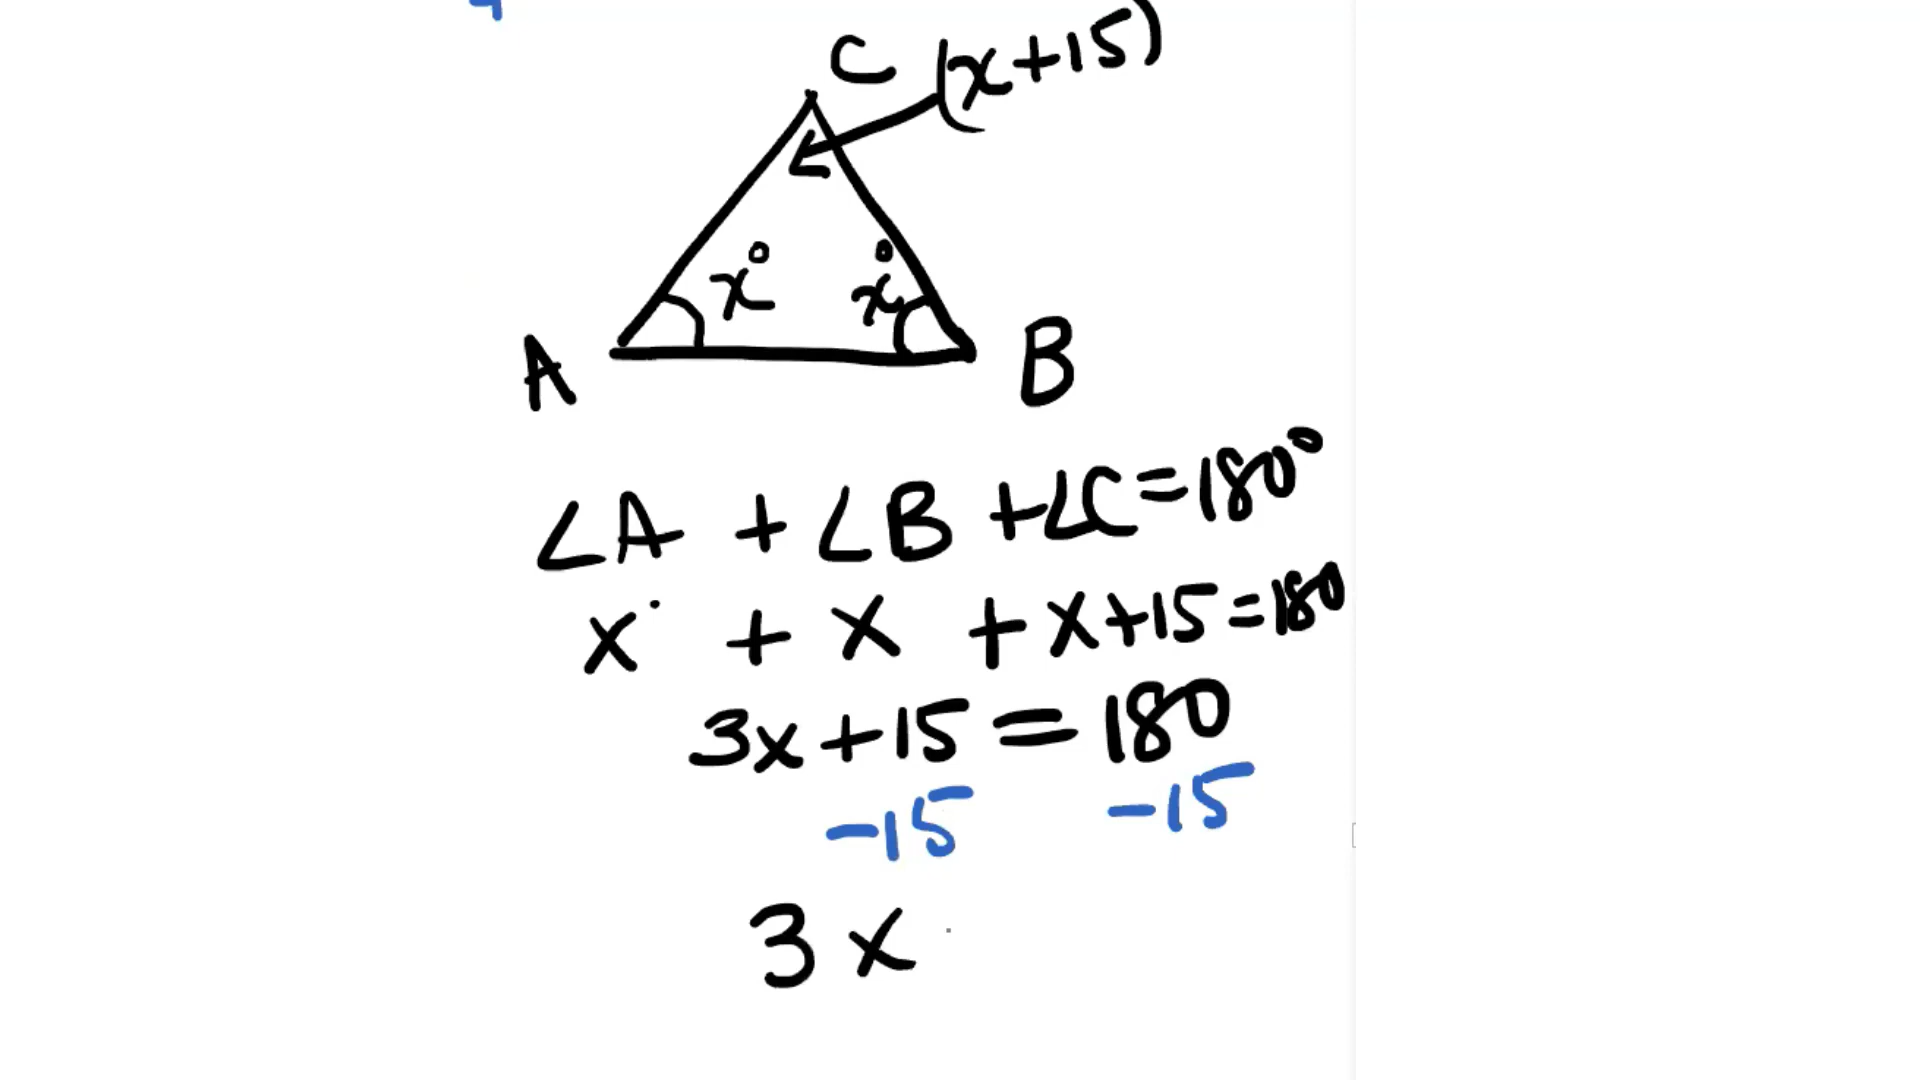 C (x+15)
x° x°
A B
∠A + ∠B + ∠C = 180°
x + x + x + 15 = 180
3x + 15 = 180
-15 -15
3x